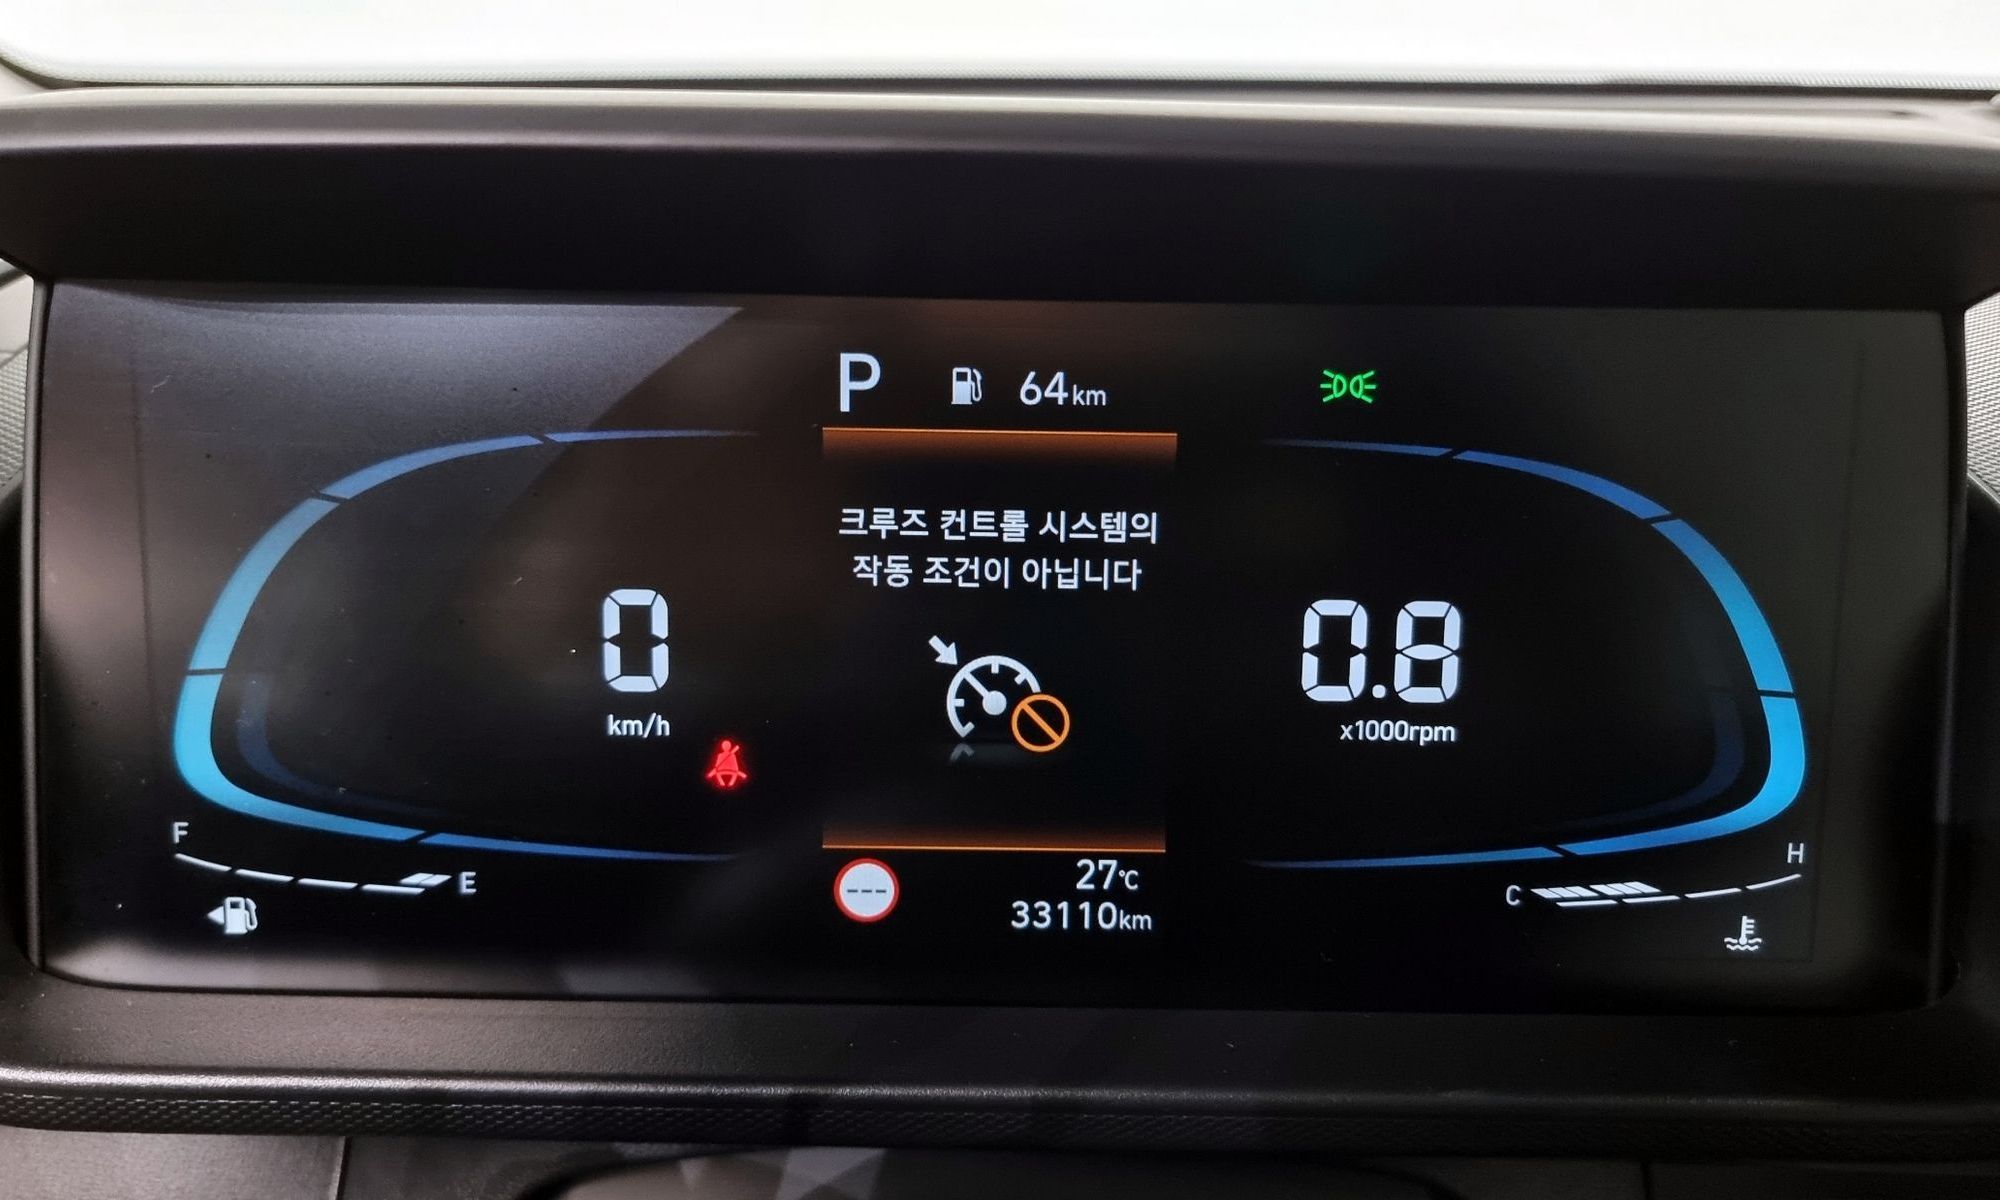 P 64km
크루즈 컨트롤 시스템의
작동 조건이 아닙니다
0
km/h
0.8
x1000rpm
F
E
C
H
---
27℃
33110km